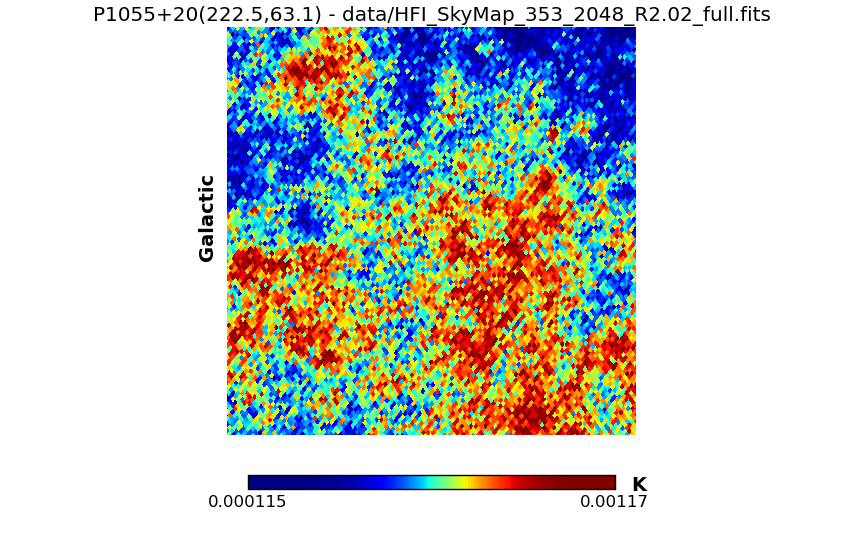 P1055+20(222.5,63.1) - data/HFI_SkyMap_353_2048_R2.02_full.fits
Galactic
K
0.000115
0.00117